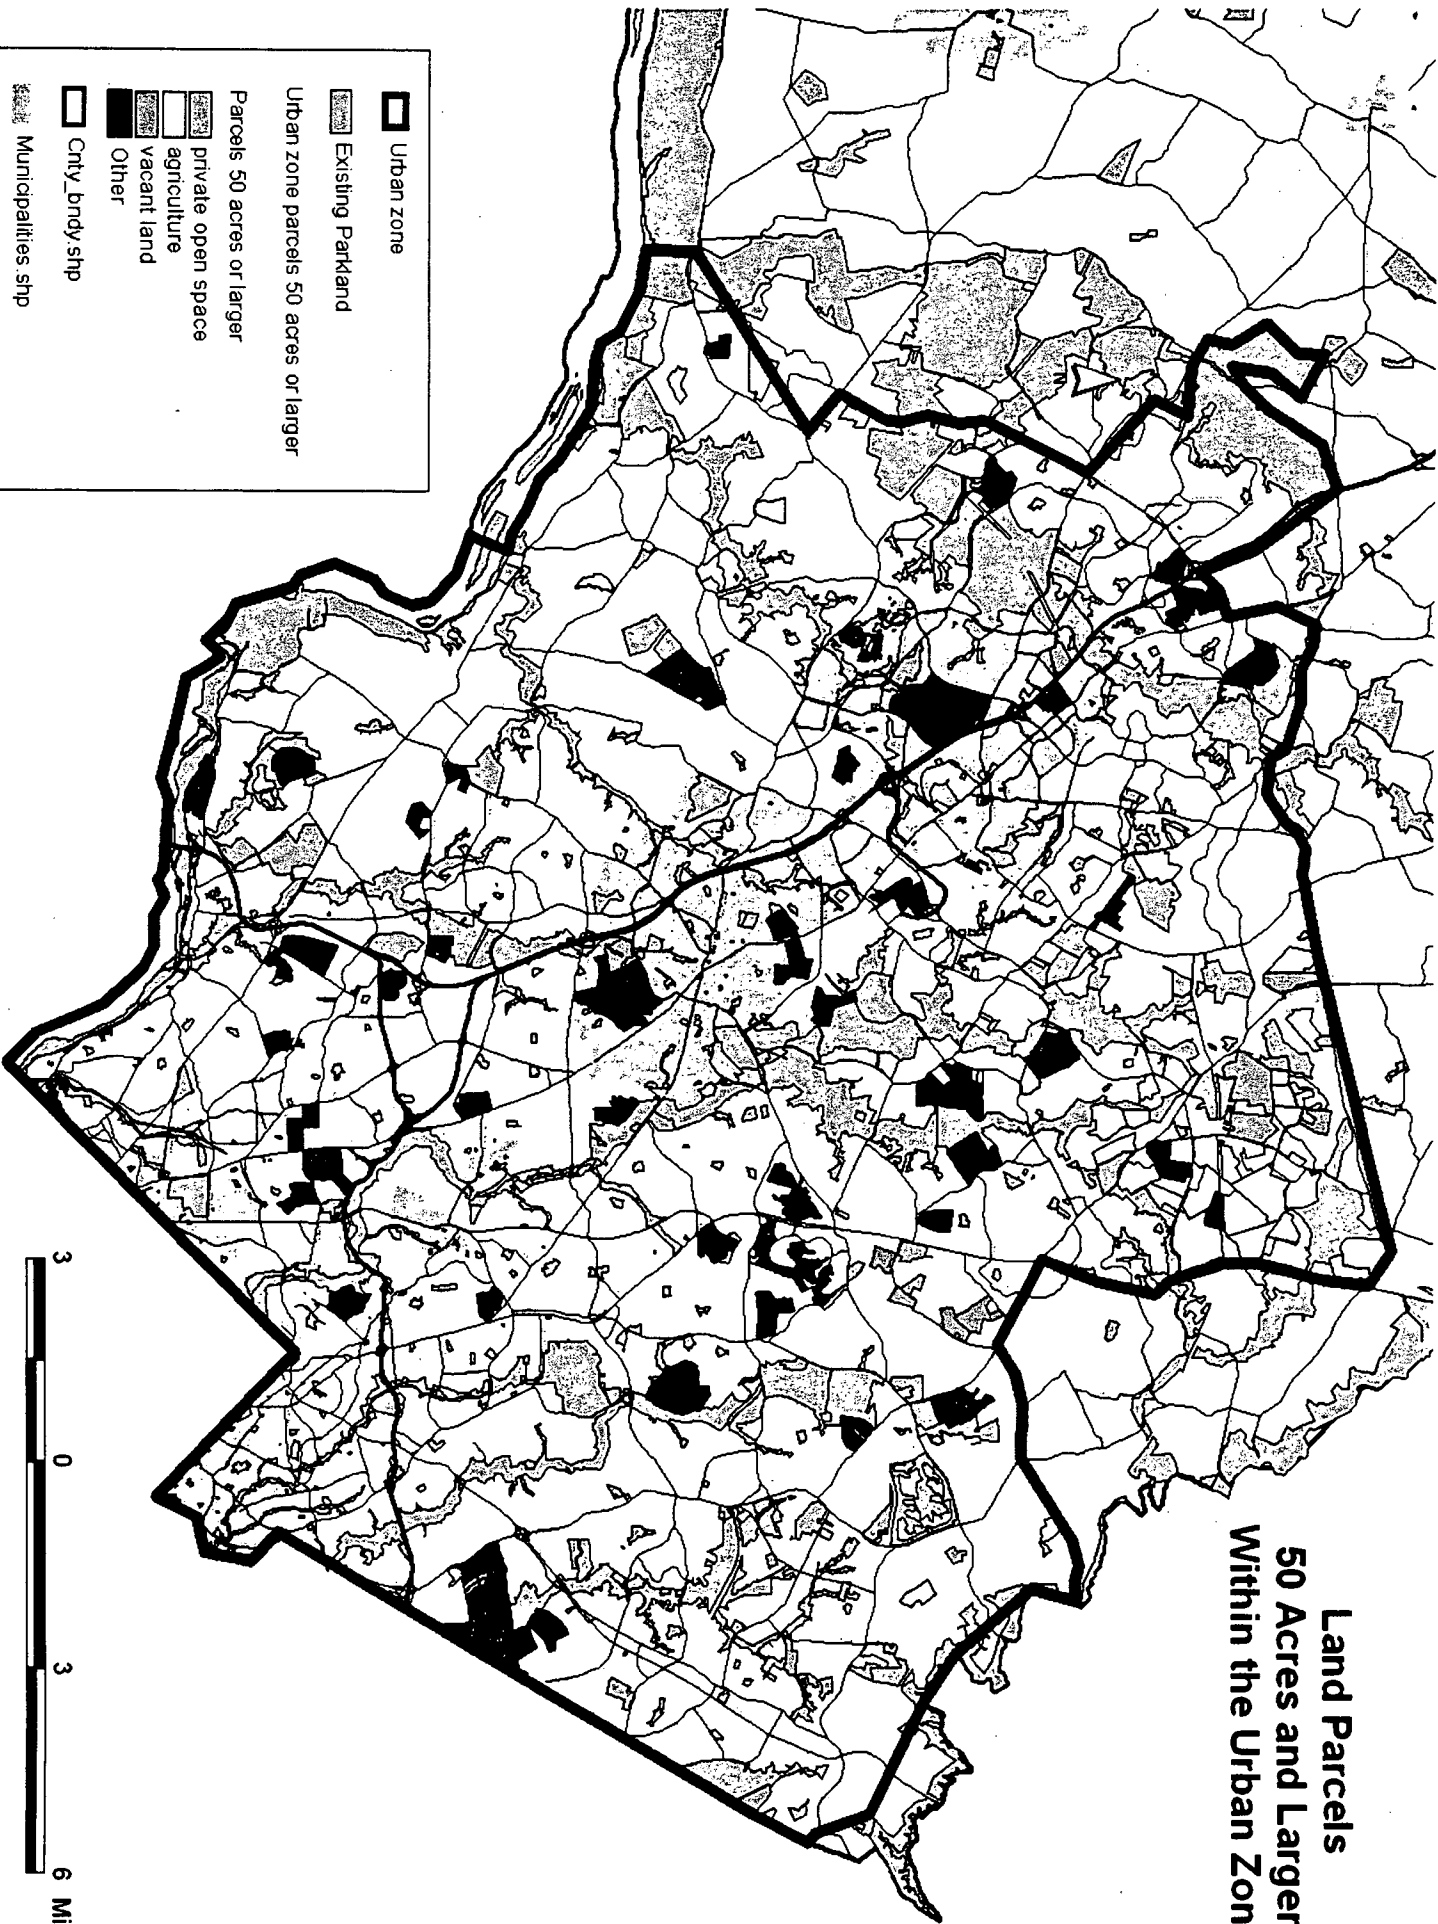 Land Parcels
50 Acres and Larger
Within the Urban Zon
Urban zone
Existing Parkland
Urban zone parcels 50 acres or larger
Parcels 50 acres or larger
private open space
agriculture
vacant land
Other
Cnty_bndy.shp
Municipalities.shp
3 0 3 6 Mi